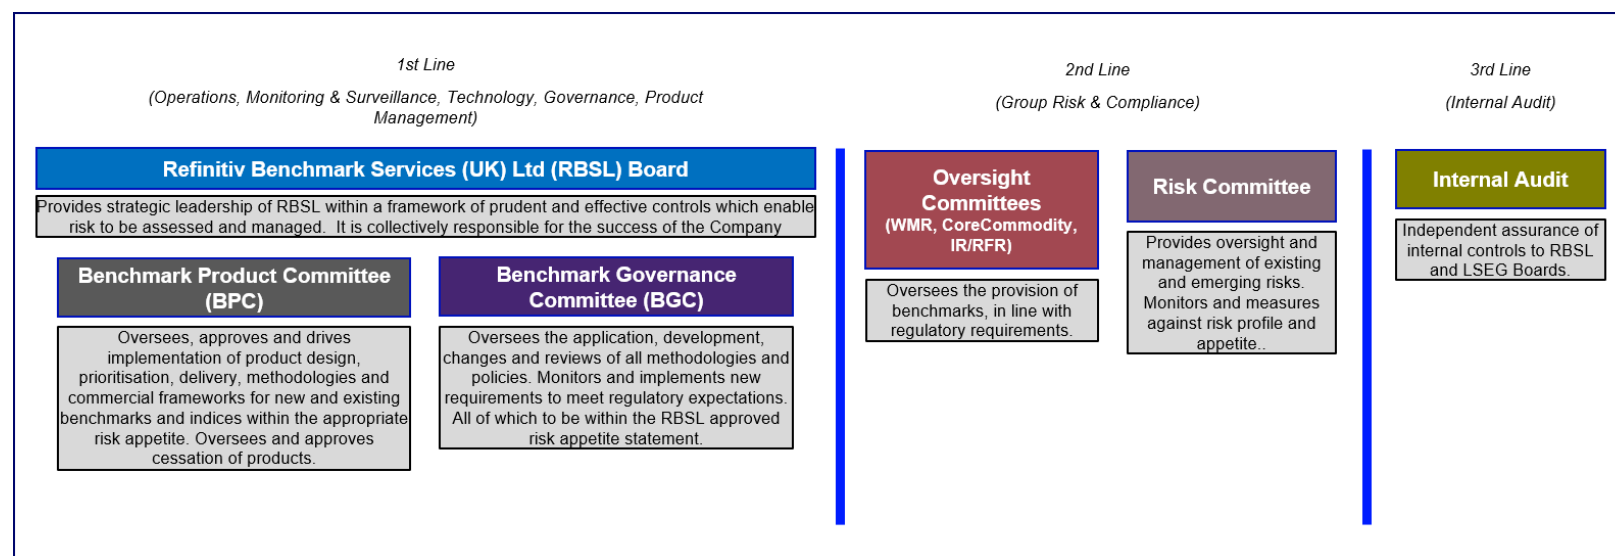 1st Line
(Operations, Monitoring & Surveillance, Technology, Governance, Product
Management)
Refinitiv Benchmark Services (UK) Ltd (RBSL) Board
Provides strategic leadership of RBSL within a framework of prudent and effective controls which enable
risk to be assessed and managed.  It is collectively responsible for the success of the Company
Benchmark Product Committee
(BPC)
Oversees, approves and drives
implementation of product design,
prioritisation, delivery, methodologies and
commercial frameworks for new and existing
benchmarks and indices within the appropriate
risk appetite. Oversees and approves
cessation of products.
Benchmark Governance
Committee (BGC)
Oversees the application, development,
changes and reviews of all methodologies and
policies. Monitors and implements new
requirements to meet regulatory expectations.
All of which to be within the RBSL approved
risk appetite statement.
2nd Line
(Group Risk & Compliance)
Oversight
Committees
(WMR, CoreCommodity,
IR/RFR)
Oversees the provision of
benchmarks, in line with
regulatory requirements.
Risk Committee
Provides oversight and
management of existing
and emerging risks.
Monitors and measures
against risk profile and
appetite..
3rd Line
(Internal Audit)
Internal Audit
Independent assurance of
internal controls to RBSL
and LSEG Boards.